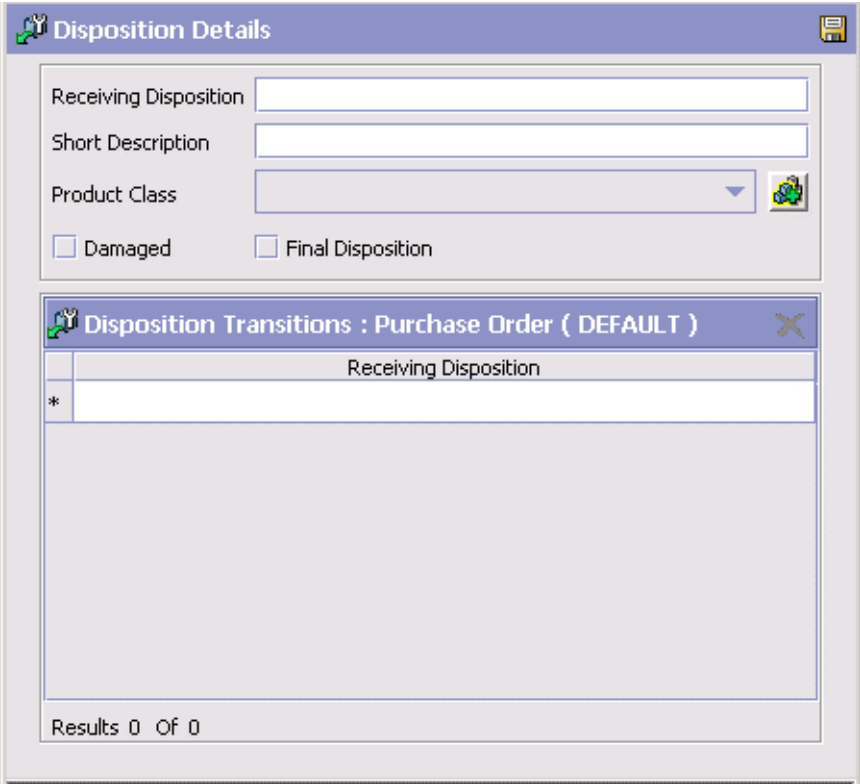 Disposition Details
Receiving Disposition
Short Description
Product Class
Damaged Final Disposition
Disposition Transitions : Purchase Order ( DEFAULT )
Receiving Disposition
*
Results 0 Of 0